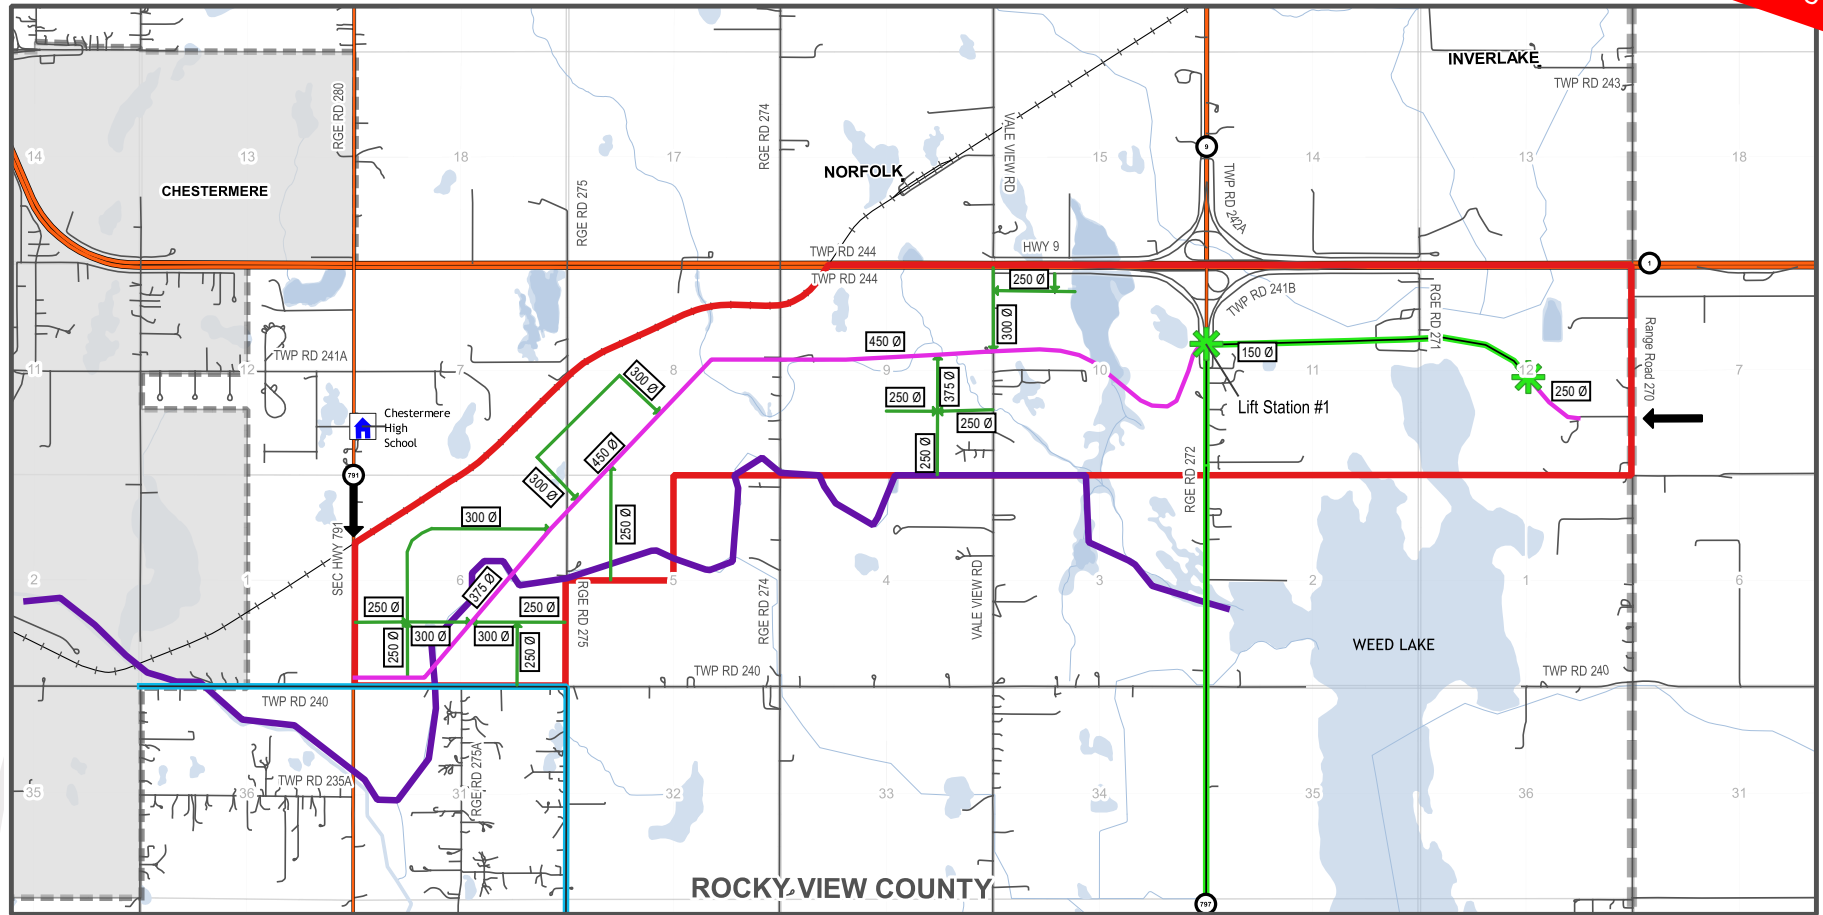 INVERLAKE
TWP RD 243
RGE RD 280
RGE RD 274
VALE VIEW RD
14
13
18
17
15
14
13
18
9
CHESTERMERE
NORFOLK
TWP RD 242A
RGE RD 275
TWP RD 244
HWY 9
1
TWP RD 244
250 Ø
TWP RD 241B
RGE RD 271
Range Road 270
300 Ø
450 Ø
150 Ø
TWP RD 241A
11
12
7
9
10
11
12
7
300 Ø
375 Ø
250 Ø
250 Ø
250 Ø
Lift Station #1
Chestermere
High
School
450 Ø
250 Ø
791
300 Ø
RGE RD 272
300 Ø
250 Ø
SEC HWY 791
2
1
6
5
4
3
2
1
6
375 Ø
RGE RD 275
RGE RD 274
VALE VIEW RD
250 Ø
250 Ø
300 Ø
300 Ø
250 Ø
250 Ø
WEED LAKE
TWP RD 240
TWP RD 240
TWP RD 240
TWP RD 235A
RGE RD 275A
35
36
31
32
33
34
35
36
31
ROCKY VIEW COUNTY
797